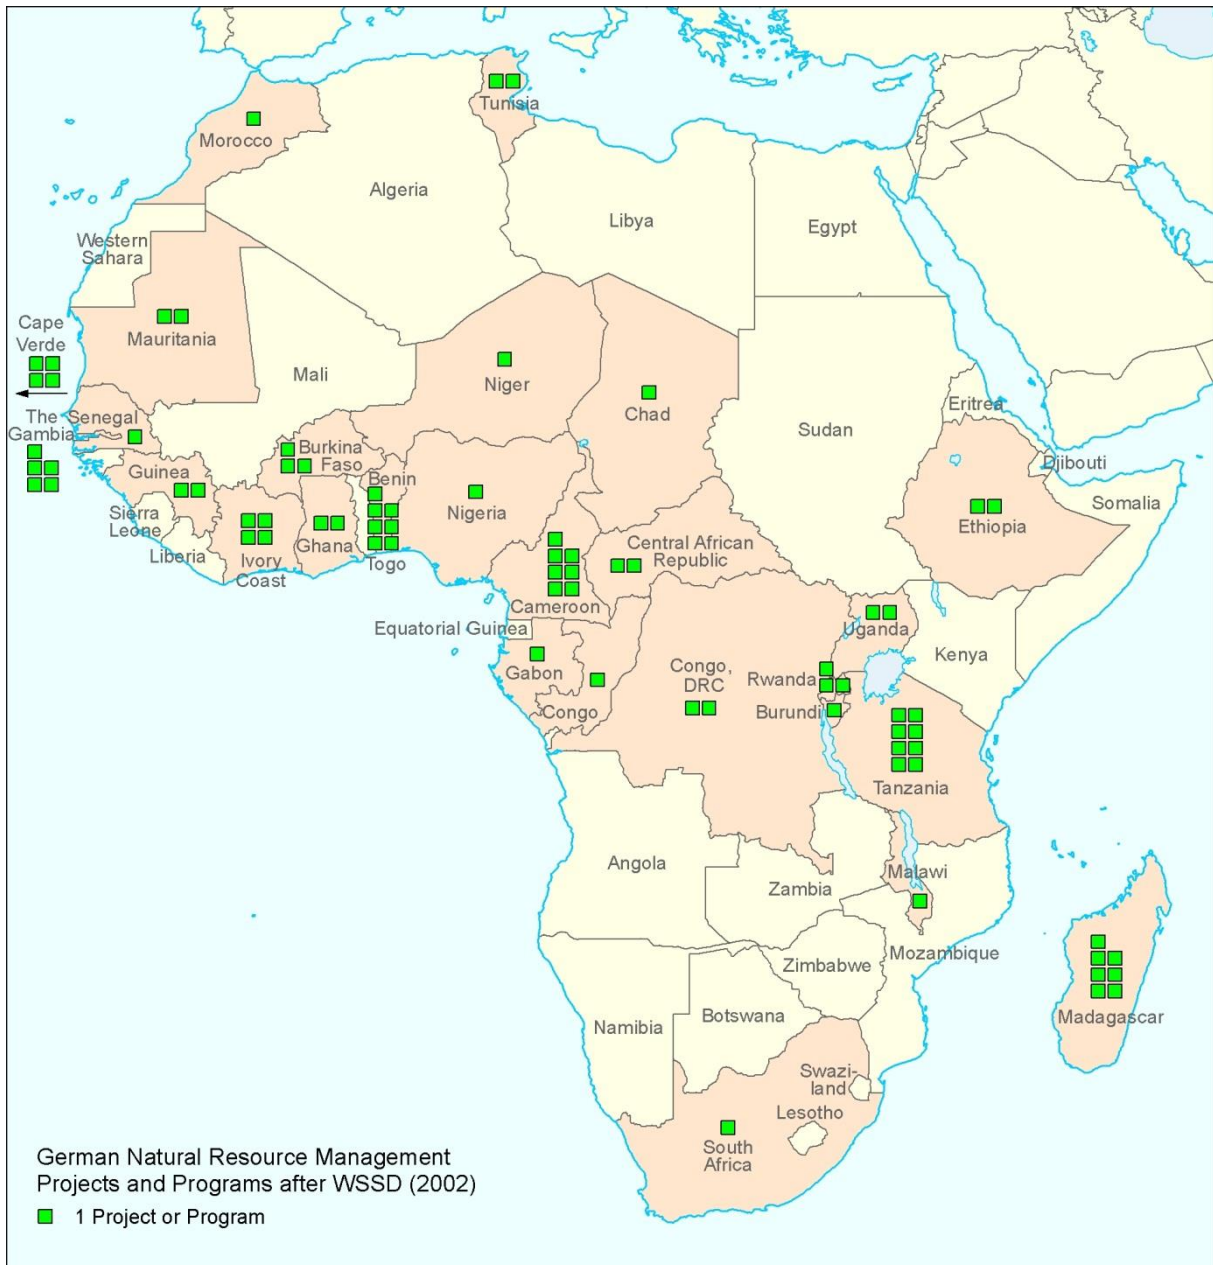 Tunisia
Morocco
Algeria
Libya
Egypt
Western
Sahara
Cape
Verde
Mauritania
Mali
Niger
Chad
Sudan
Eritrea
The
Gambia
Senegal
Burkina
Faso
Djibouti
Guinea
Benin
Nigeria
Somalia
Sierra
Leone
Ethiopia
Liberia
Ivory
Coast
Ghana
Togo
Central African
Republic
Cameroon
Equatorial Guinea
Uganda
Kenya
Gabon
Congo,
DRC
Rwanda
Congo
Burundi
Tanzania
Angola
Malawi
Zambia
Mozambique
Zimbabwe
Namibia
Botswana
Madagascar
Swazi-
land
Lesotho
South
Africa
German Natural Resource Management
Projects and Programs after WSSD (2002)
1 Project or Program